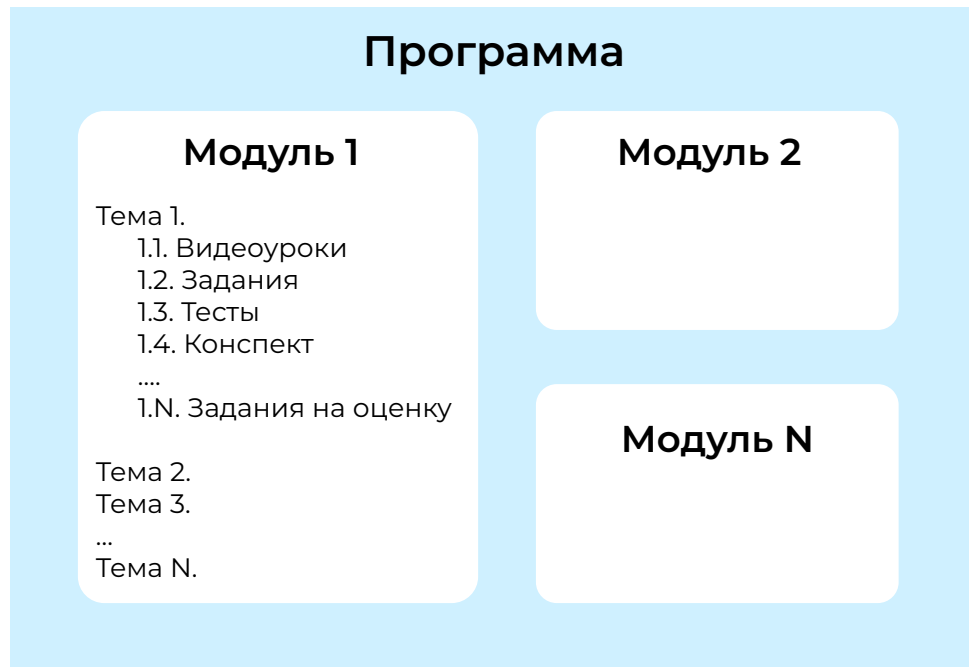 Программа
Модуль 1
Тема 1.
1.1. Видеоуроки
1.2. Задания
1.3. Тесты
1.4. Конспект
....
1.N. Задания на оценку
Тема 2.
Тема 3.
...
Тема N.
Модуль 2
Модуль N